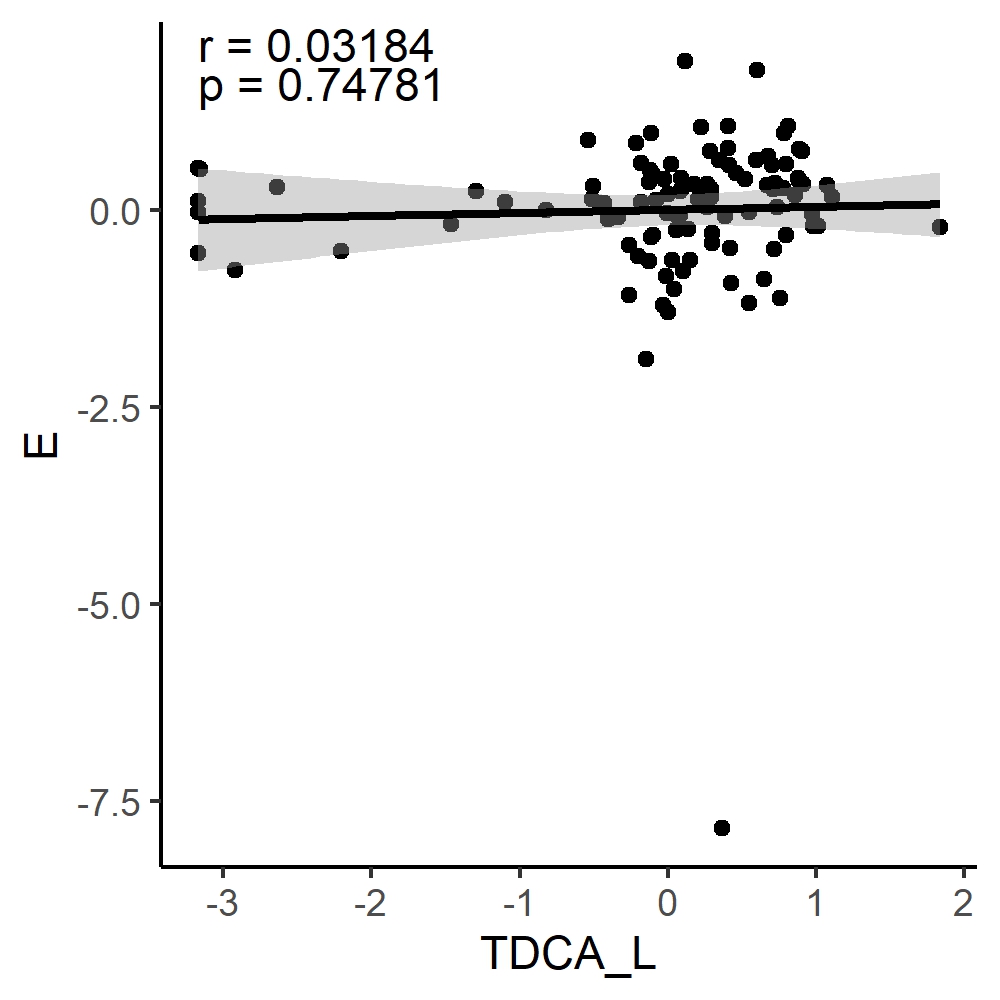 r = 0.03184
p = 0.74781
0.0
-2.5
-5.0
-7.5
E
-3 -2 -1 0 1 2
TDCA_L